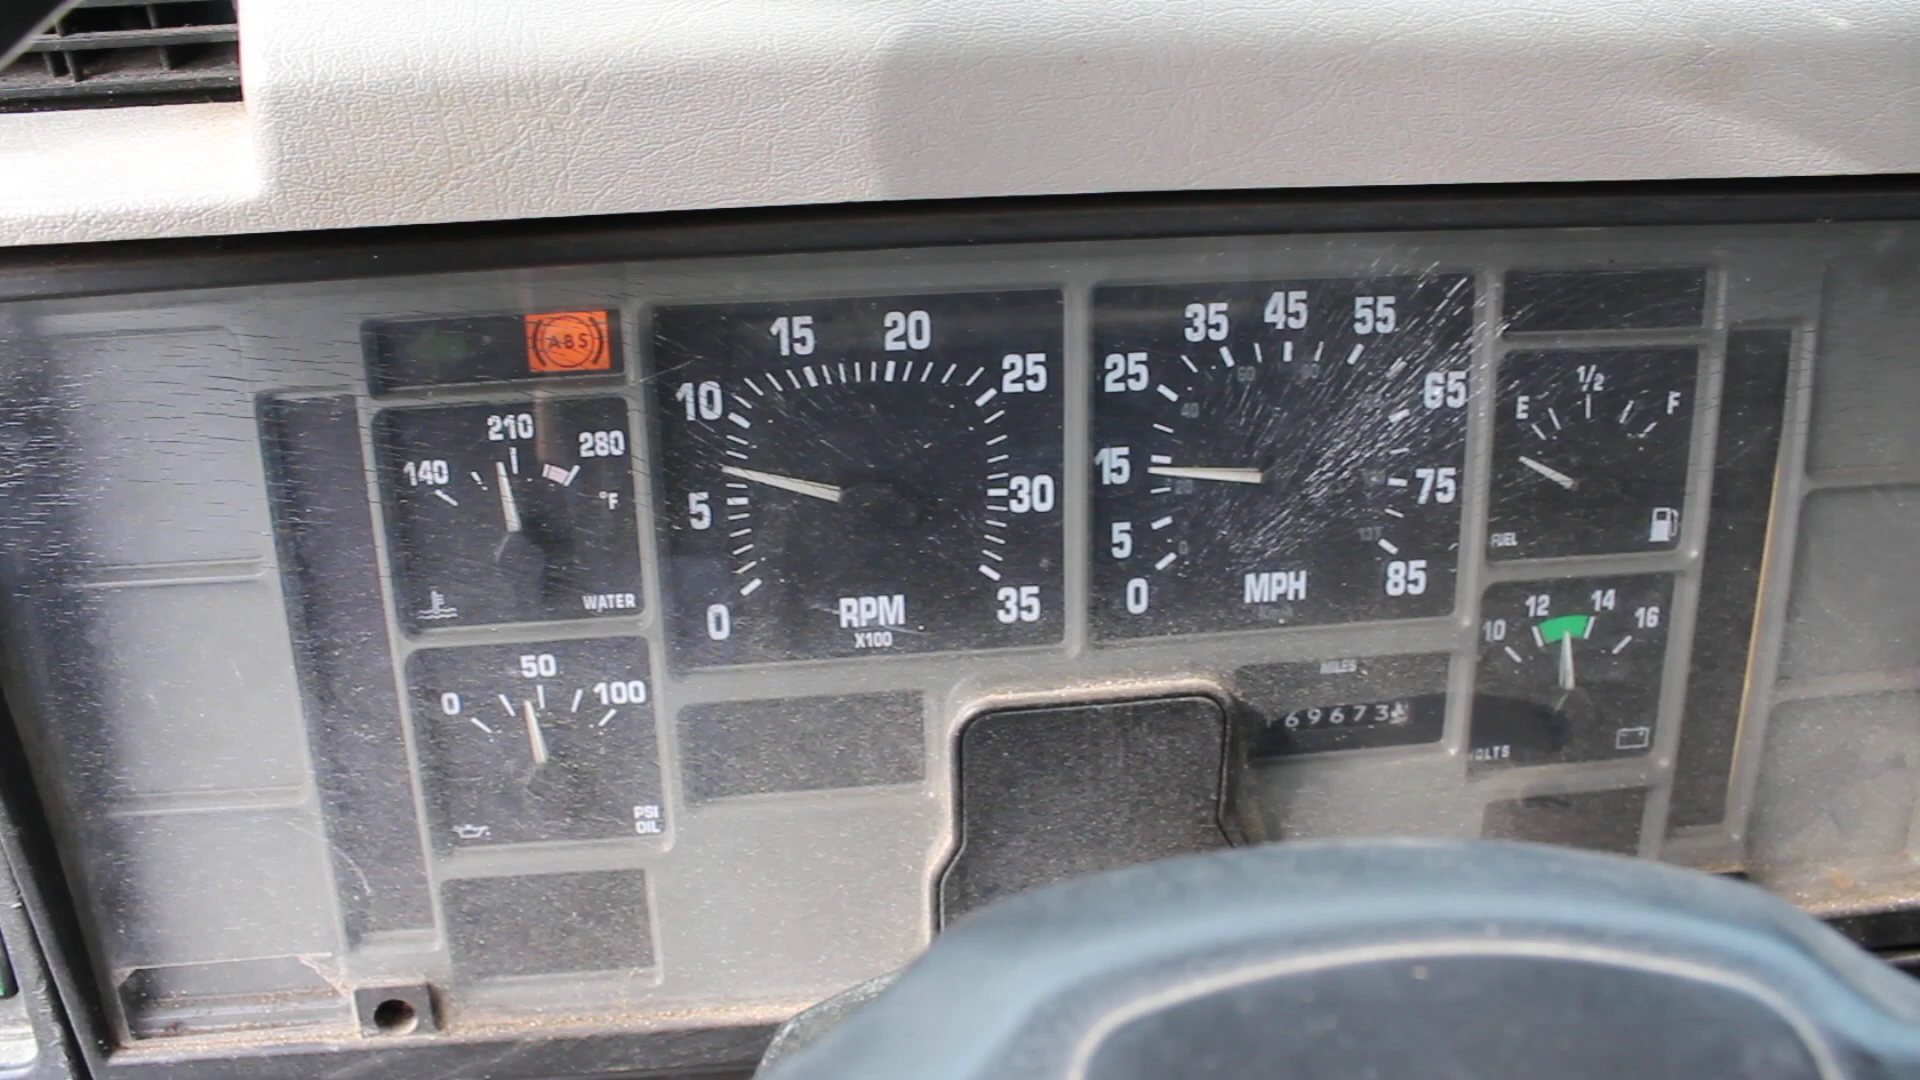 ABS
140 210 280
°F
WATER
0 50 100
PSI
OIL
0 5 10 15 20 25 30 35
RPM
X100
0 5 15 25 35 45 55 65 75 85
40
60
MPH
MILES
69673
E 1/2 F
FUEL
10 12 14 16